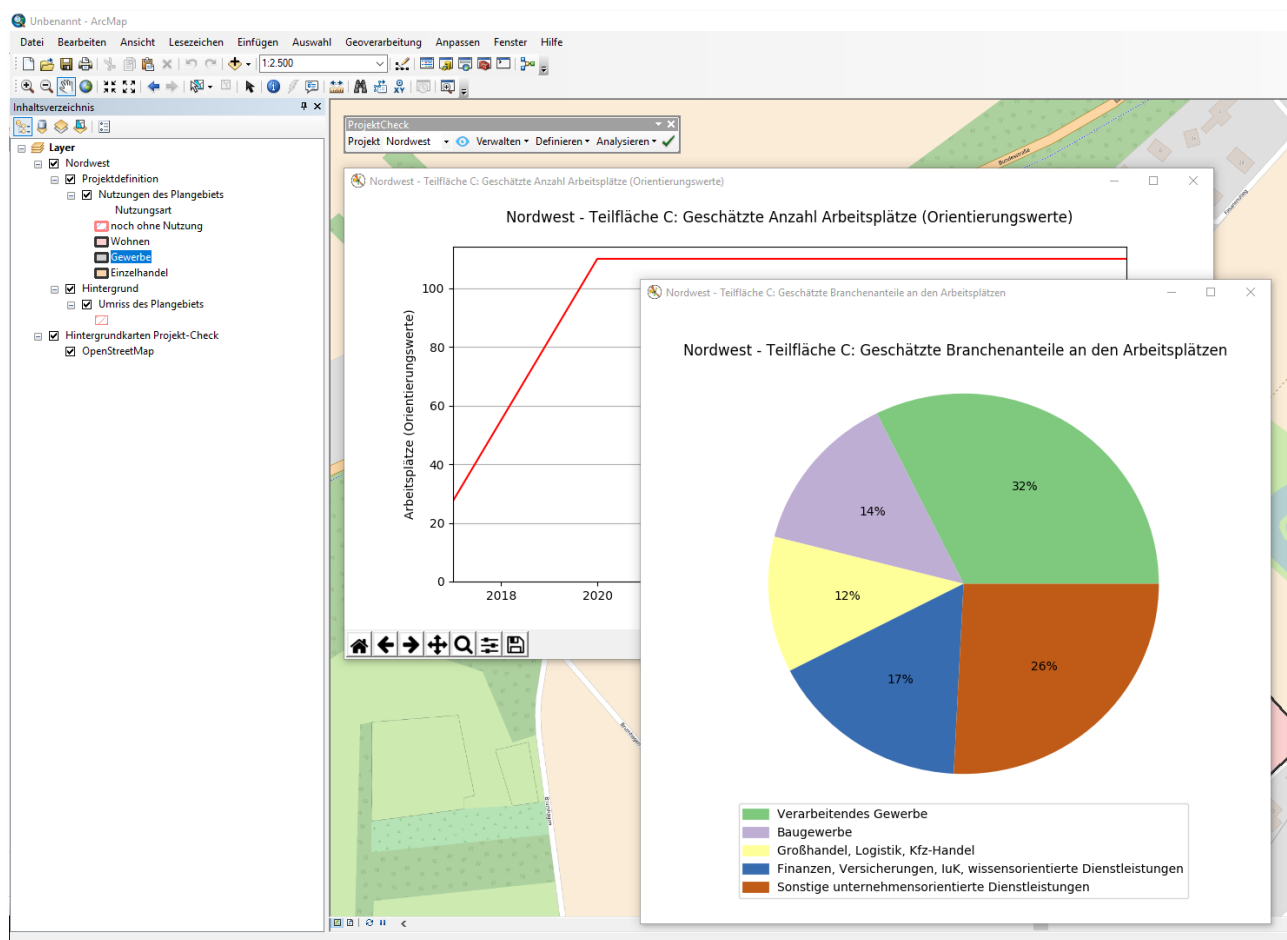 Unbenannt - ArcMap
Datei Bearbeiten Ansicht Lesezeichen Einfügen Auswahl Geoverarbeitung Anpassen Fenster Hilfe
1:2.500
Inhaltsverzeichnis
Layer
Nordwest
Projektdefinition
Nutzungen des Plangebiets
Nutzungsart
noch ohne Nutzung
Wohnen
Gewerbe
Einzelhandel
Hintergrund
Umriss des Plangebiets
Hintergrundkarten Projekt-Check
OpenStreetMap
ProjektCheck
Projekt Nordwest Verwalten Definieren Analysieren
Bundesstraße
Nordwest - Teilfläche C: Geschätzte Anzahl Arbeitsplätze (Orientierungswerte)
Nordwest - Teilfläche C: Geschätzte Anzahl Arbeitsplätze (Orientierungswerte)
Arbeitsplätze (Orientierungswerte)
100
80
60
40
20
0
2018 2020
Nordwest - Teilfläche C: Geschätzte Branchenanteile an den Arbeitsplätzen
Nordwest - Teilfläche C: Geschätzte Branchenanteile an den Arbeitsplätzen
32%
14%
12%
17%
26%
Verarbeitendes Gewerbe
Baugewerbe
Großhandel, Logistik, Kfz-Handel
Finanzen, Versicherungen, IuK, wissensorientierte Dienstleistungen
Sonstige unternehmensorientierte Dienstleistungen